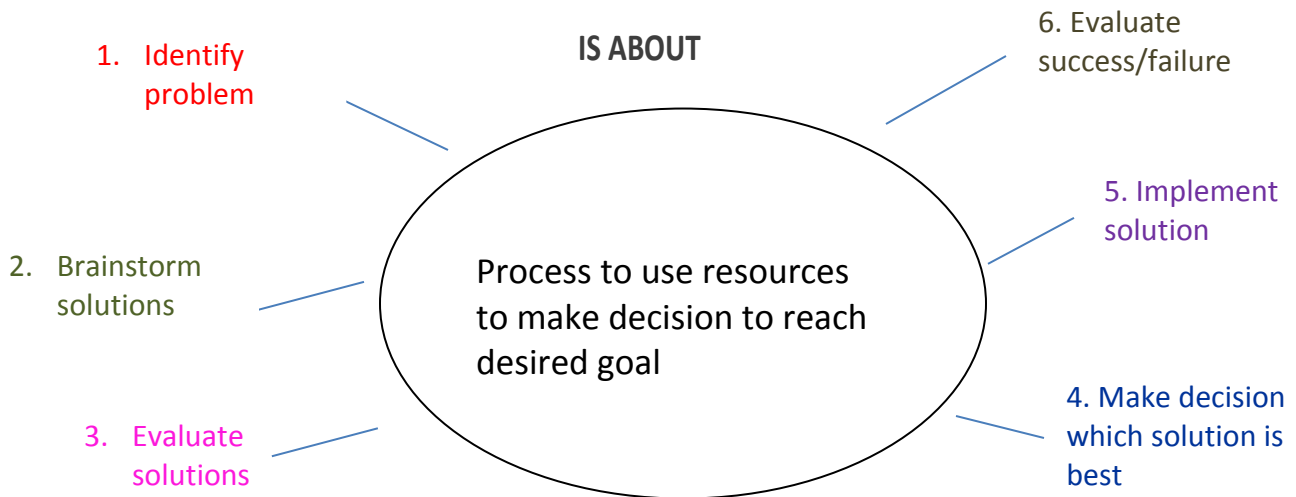 IS ABOUT
1. Identify
problem
2. Brainstorm
solutions
3. Evaluate
solutions
Process to use resources
to make decision to reach
desired goal
6. Evaluate
success/failure
5. Implement
solution
4. Make decision
which solution is
best